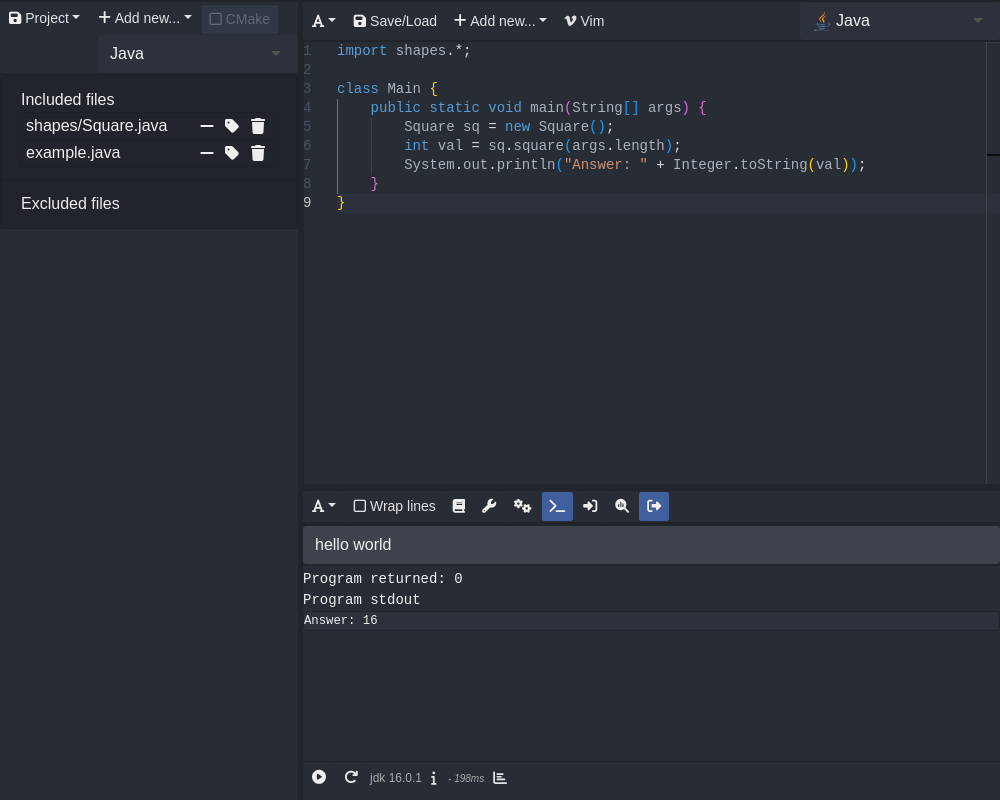 Project Add new... CMake
Java
Included files
shapes/Square.java
example.java
Excluded files
A Save/Load Add new... Vim Java
1 import shapes.*;
2
3 class Main {
4     public static void main(String[] args) {
5         Square sq = new Square();
6         int val = sq.square(args.length);
7         System.out.println("Answer: " + Integer.toString(val));
8     }
9 }
A Wrap lines
hello world
Program returned: 0
Program stdout
Answer: 16
jdk 16.0.1 i - 198ms